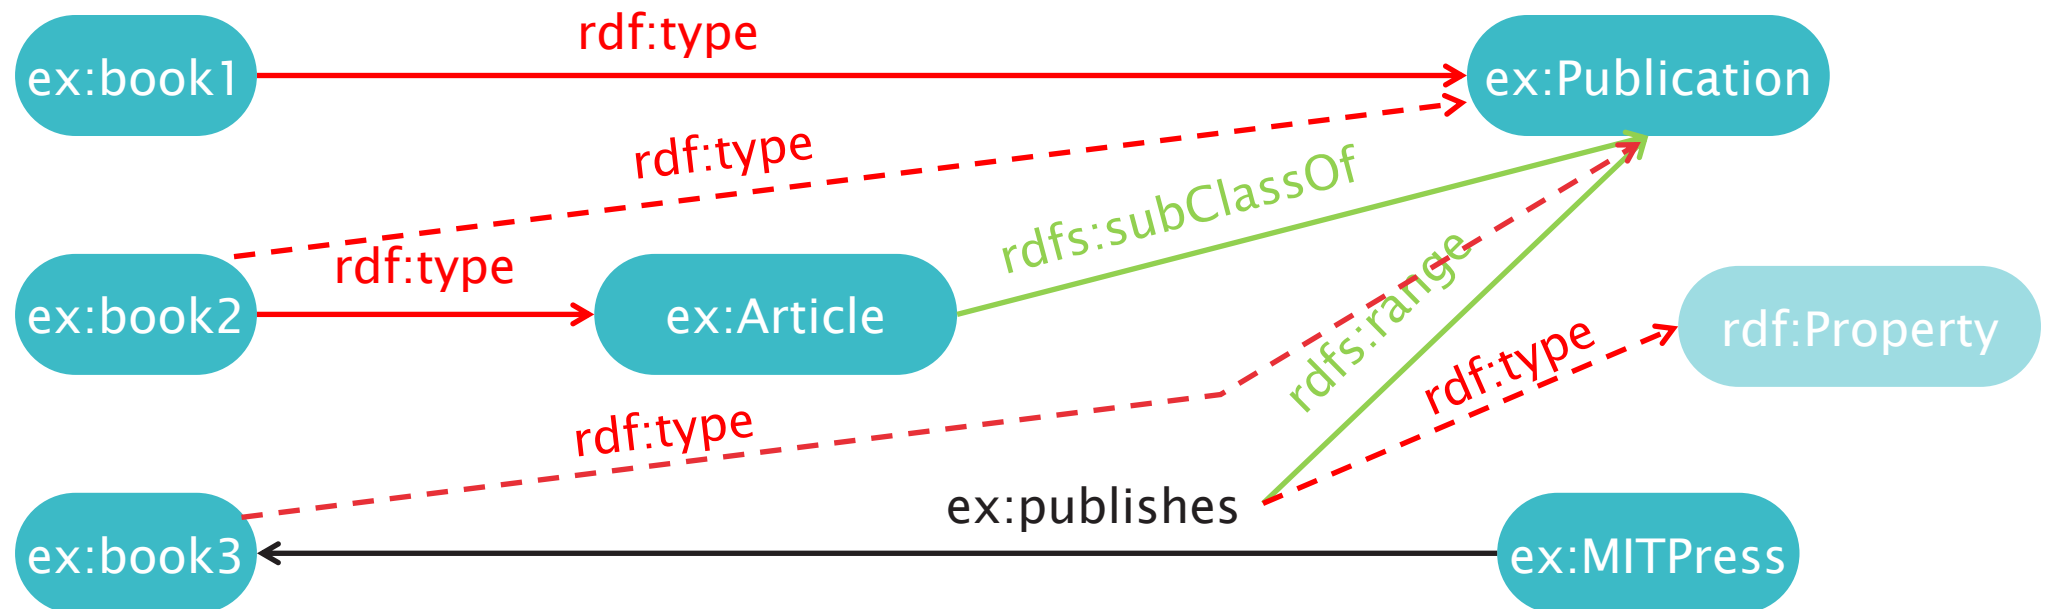 rdf:type
ex:book1
ex:Publication
rdf:type
rdfs:subClassOf
rdf:type
ex:book2
ex:Article
rdfs:range
rdf:type
rdf:Property
rdf:type
ex:publishes
ex:book3
ex:MITPress